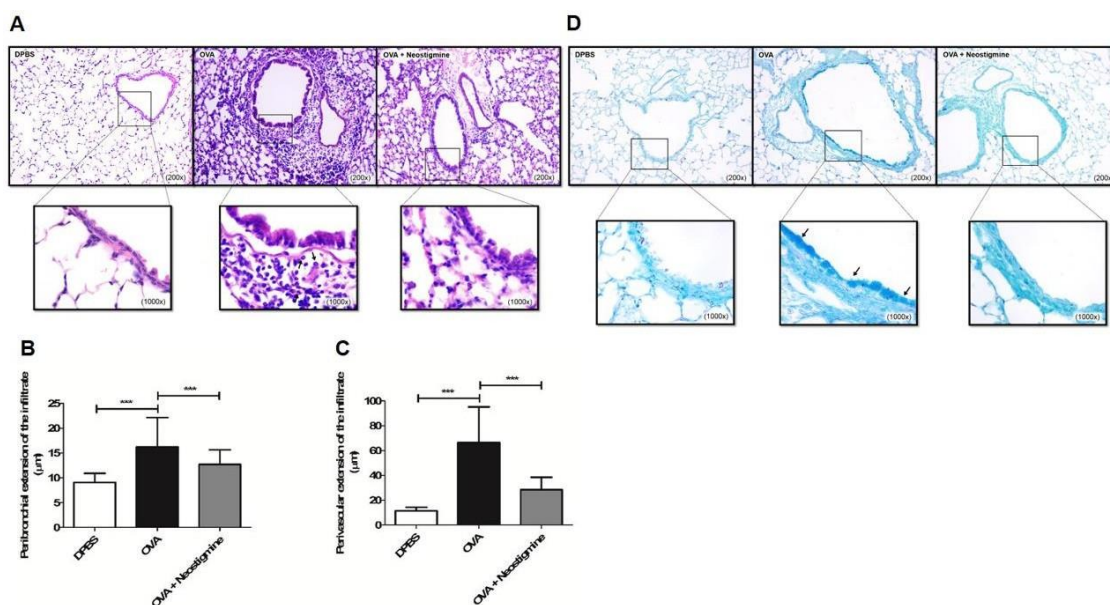 A
DPBS
OVA
OVA + Neostigmine
(200x)
(200x)
(200x)
(1000x)
(1000x)
(1000x)
B
Peribronchial extension of the infiltrate
(µm)
25
20
15
10
5
0
***
***
DPBS
OVA
OVA + Neostigmine
C
Perivascular extension of the infiltrate
(µm)
100
80
60
40
20
0
***
***
DPBS
OVA
OVA + Neostigmine
D
DPBS
OVA
OVA + Neostigmine
(200x)
(200x)
(200x
(1000x)
(1000x)
(1000x)